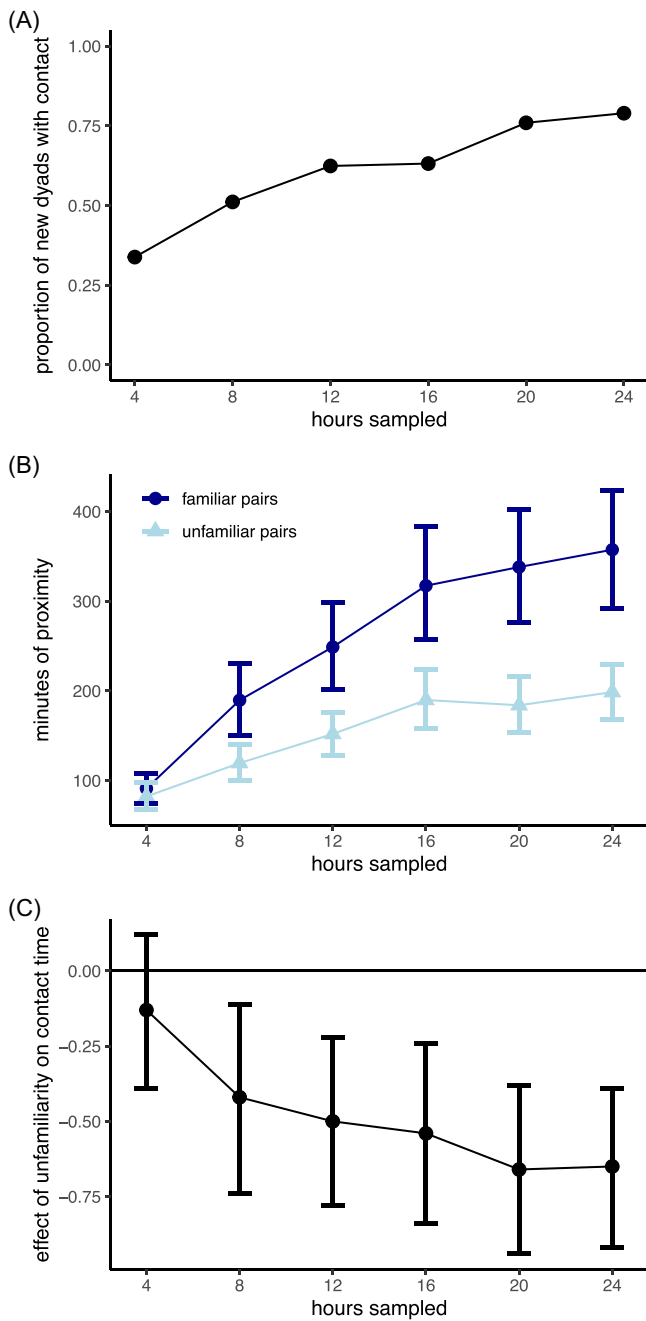 (A)
proportion of new dyads with contact
1.00
0.75
0.50
0.25
0.00
4 8 12 16 20 24
hours sampled
(B)
minutes of proximity
familiar pairs
unfamiliar pairs
400
300
200
100
4 8 12 16 20 24
hours sampled
(C)
effect of unfamiliarity on contact time
0.00
−0.25
−0.50
−0.75
4 8 12 16 20 24
hours sampled